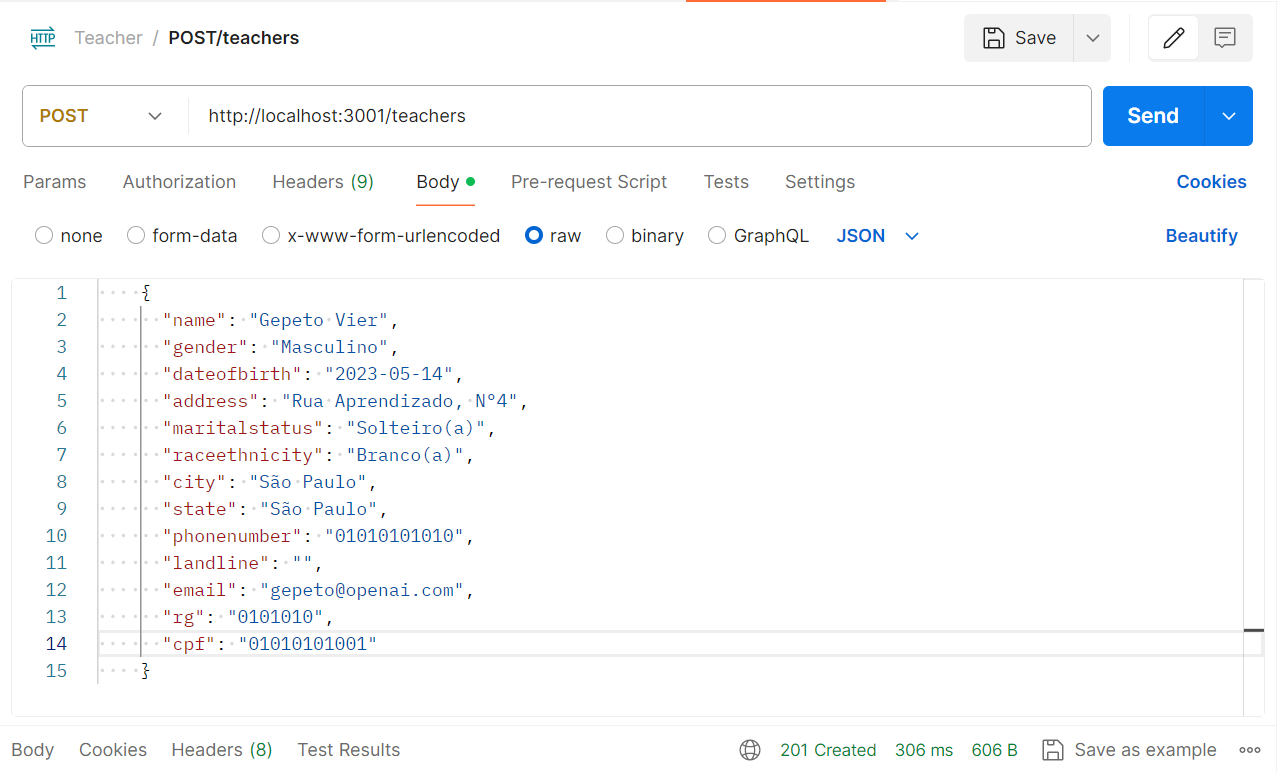 HTTP Teacher / POST/teachers Save
POST http://localhost:3001/teachers Send
Params Authorization Headers (9) Body Pre-request Script Tests Settings Cookies
none form-data x-www-form-urlencoded raw binary GraphQL JSON Beautify
1 {
2 "name": "Gepeto Vier",
3 "gender": "Masculino",
4 "dateofbirth": "2023-05-14",
5 "address": "Rua Aprendizado, N°4",
6 "maritalstatus": "Solteiro(a)",
7 "raceethnicity": "Branco(a)",
8 "city": "São Paulo",
9 "state": "São Paulo",
10 "phonenumber": "01010101010",
11 "landline": "",
12 "email": "gepeto@openai.com",
13 "rg": "0101010",
14 "cpf": "01010101001"
15 }
Body Cookies Headers (8) Test Results 201 Created 306 ms 606 B Save as example